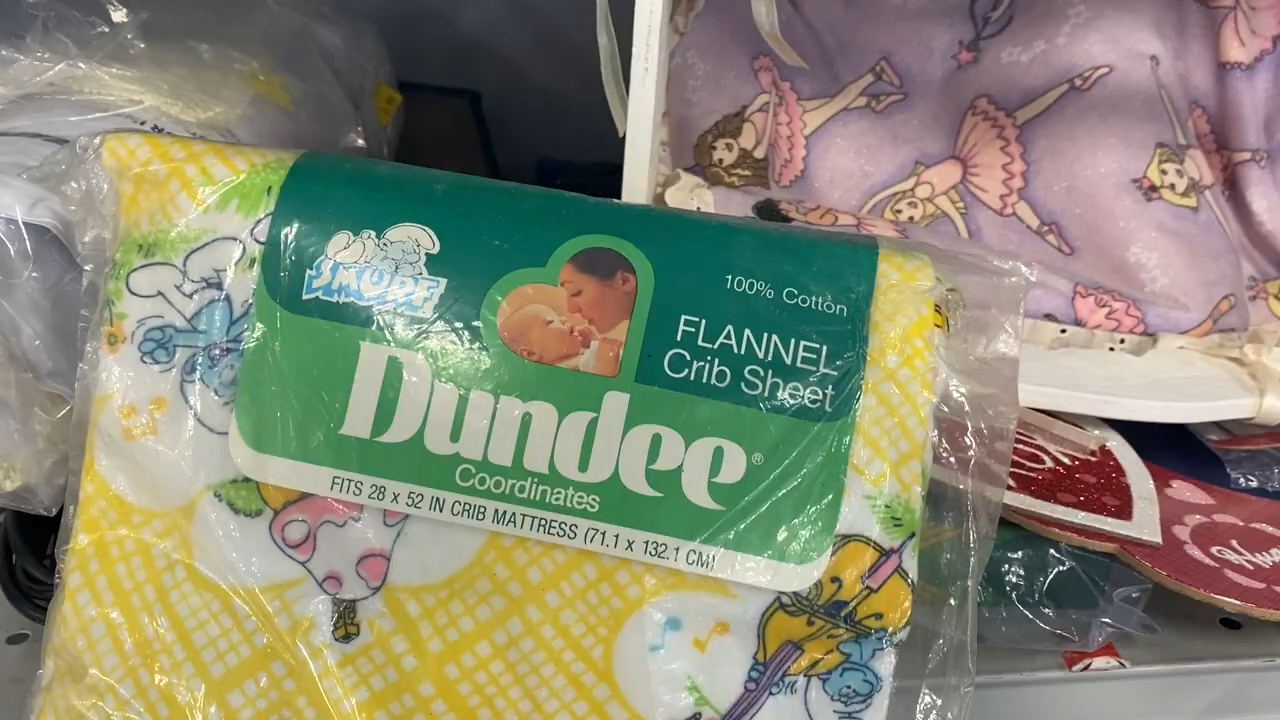 SMURF
100% Cotton
FLANNEL
Crib Sheet
Dundee®
Coordinates
FITS 28 x 52 IN CRIB MATTRESS (71.1 x 132.1 CM)